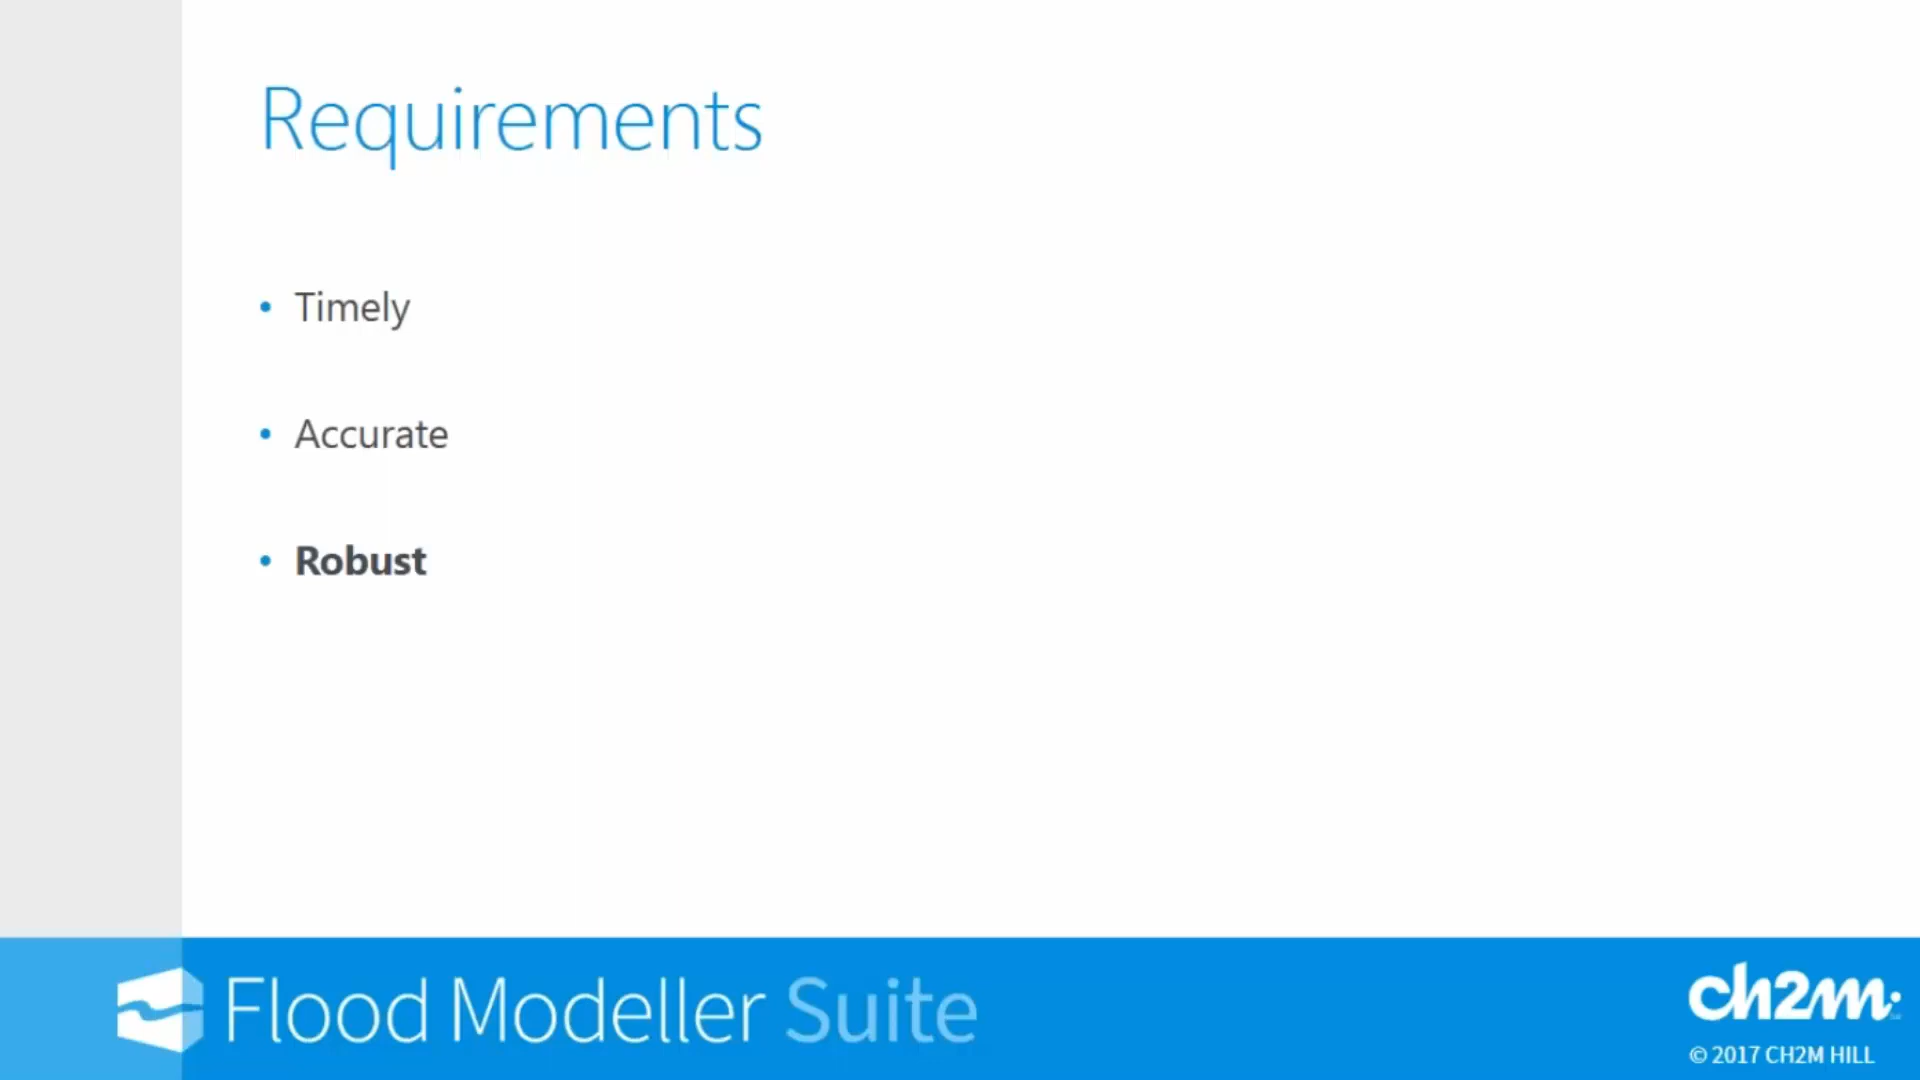 Requirements
• Timely
• Accurate
• Robust
Flood Modeller Suite
ch2m:
© 2017 CH2M HILL